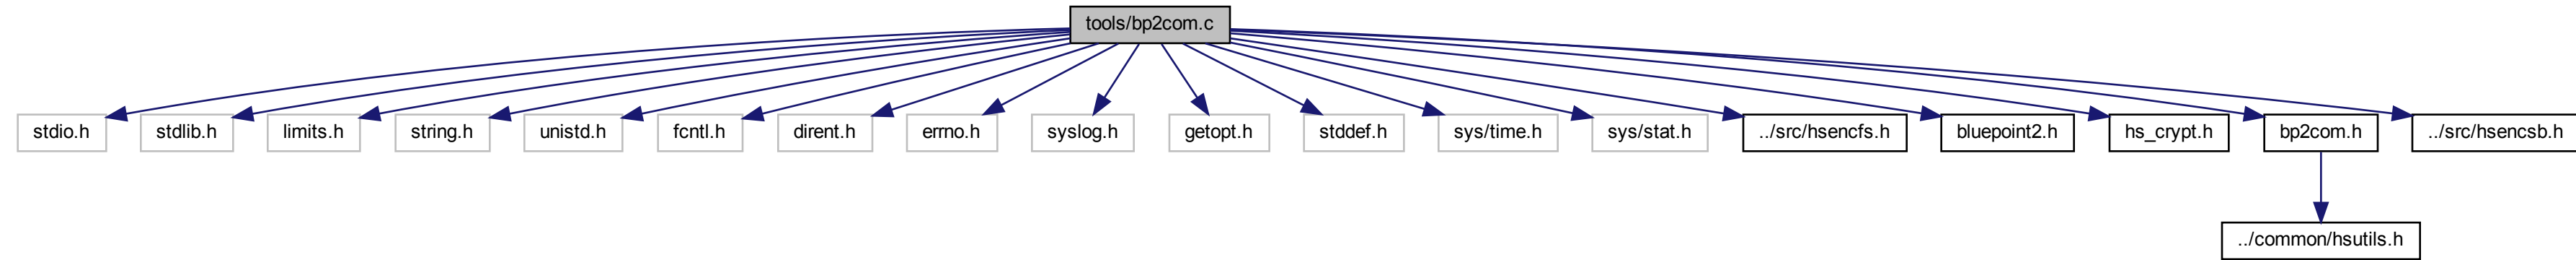 tools/bp2com.c
stdio.h
stdlib.h
limits.h
string.h
unistd.h
fcntl.h
dirent.h
errno.h
syslog.h
getopt.h
stddef.h
sys/time.h
sys/stat.h
../src/hsencfs.h
bluepoint2.h
hs_crypt.h
bp2com.h
../src/hsencsb.h
../common/hsutils.h